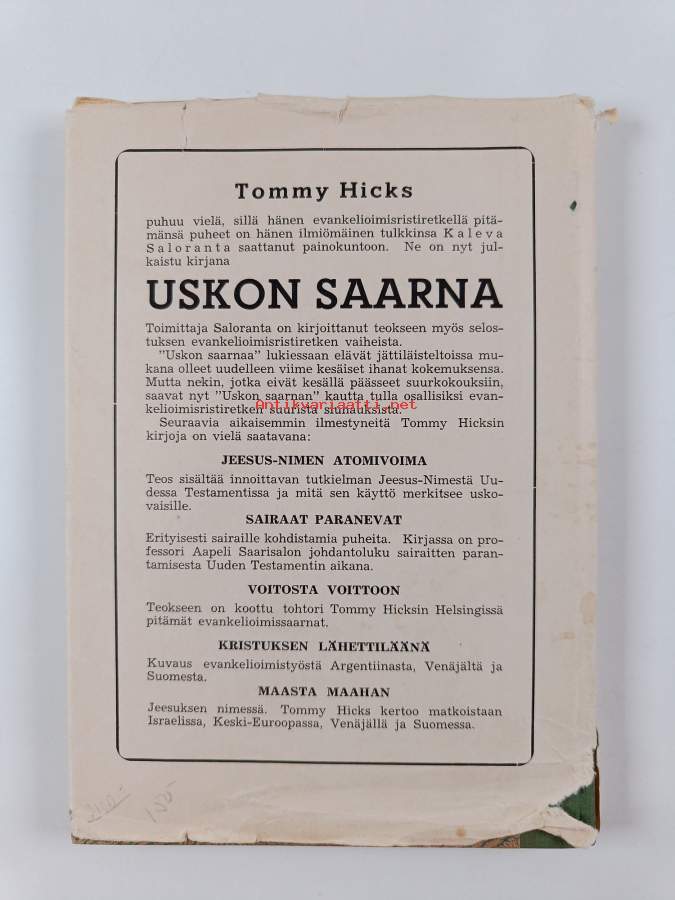 Tommy Hicks
puhuu vielä, sillä hänen evankelioimisristiretkellä pitä-
mänsä puheet on hänen ilmiömäinen tulkkinsa Kaleva
Saloranta saattanut painokuntoon. Ne on nyt jul-
kaistu kirjana
USKON SAARNA
Toimittaja Saloranta on kirjoittanut teokseen myös selos-
tuksen evankelioimisristiretken vaiheista.
"Uskon saarnaa" lukiessaan elävät jättiläisteltoissa mu-
kana olleet uudelleen viime kesäiset ihanat kokemuksensa.
Mutta nekin, jotka eivät kesällä päässeet suurkokouksiin,
saavat nyt "Uskon saarnan" kautta tulla osallisiksi evan-
Antikvariaatti.net
kelioimisristiretken suurista siunauksista.
Seuraavia aikaisemmin ilmestyneitä Tommy Hicksin
kirjoja on vielä saatavana:
JEESUS-NIMEN ATOMIVOIMA
Teos sisältää innoittavan tutkielman Jeesus-Nimestä Uu-
dessa Testamentissa ja mitä sen käyttö merkitsee usko-
vaisille.
SAIRAAT PARANEVAT
Erityisesti sairaille kohdistamia puheita. Kirjassa on pro-
fessori Aapeli Saarisalon johdantoluku sairaitten paran-
tamisesta Uuden Testamentin aikana.
VOITOSTA VOITTOON
Teokseen on koottu tohtori Tommy Hicksin Helsingissä
pitämät evankelioimissaarnat.
KRISTUKSEN LÄHETTILÄÄNÄ
Kuvaus evankelioimistyöstä Argentiinasta, Venäjältä ja
Suomesta.
MAASTA MAAHAN
Jeesuksen nimessä. Tommy Hicks kertoo matkoistaan
Israelissa, Keski-Euroopassa, Venäjällä ja Suomessa.